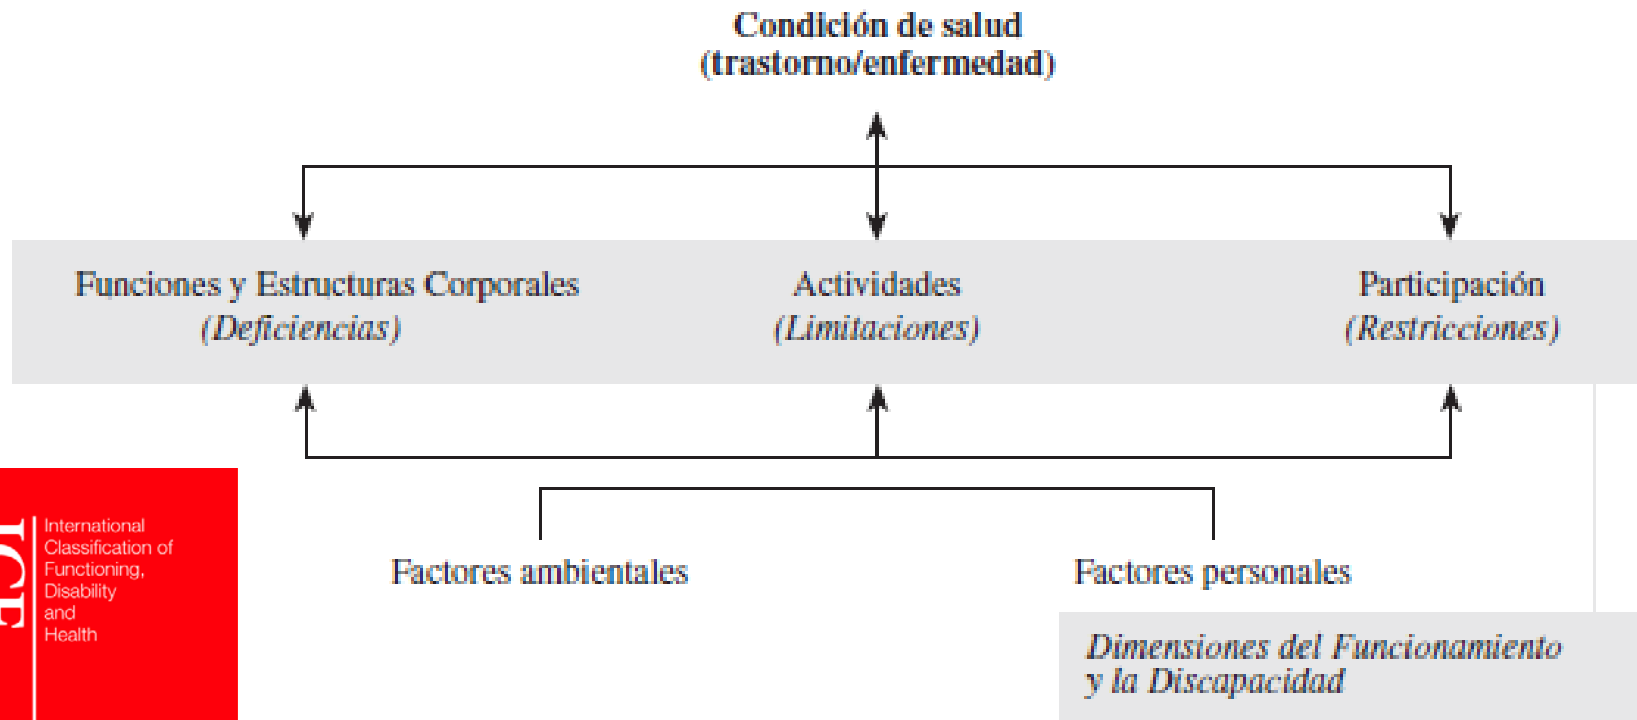 Condición de salud
(trastorno/enfermedad)
Funciones y Estructuras Corporales
(Deficiencias)
Actividades
(Limitaciones)
Participación
(Restricciones)
Factores ambientales
Factores personales
Dimensiones del Funcionamiento
y la Discapacidad
International
Classification of
Functioning,
Disability
and
Health